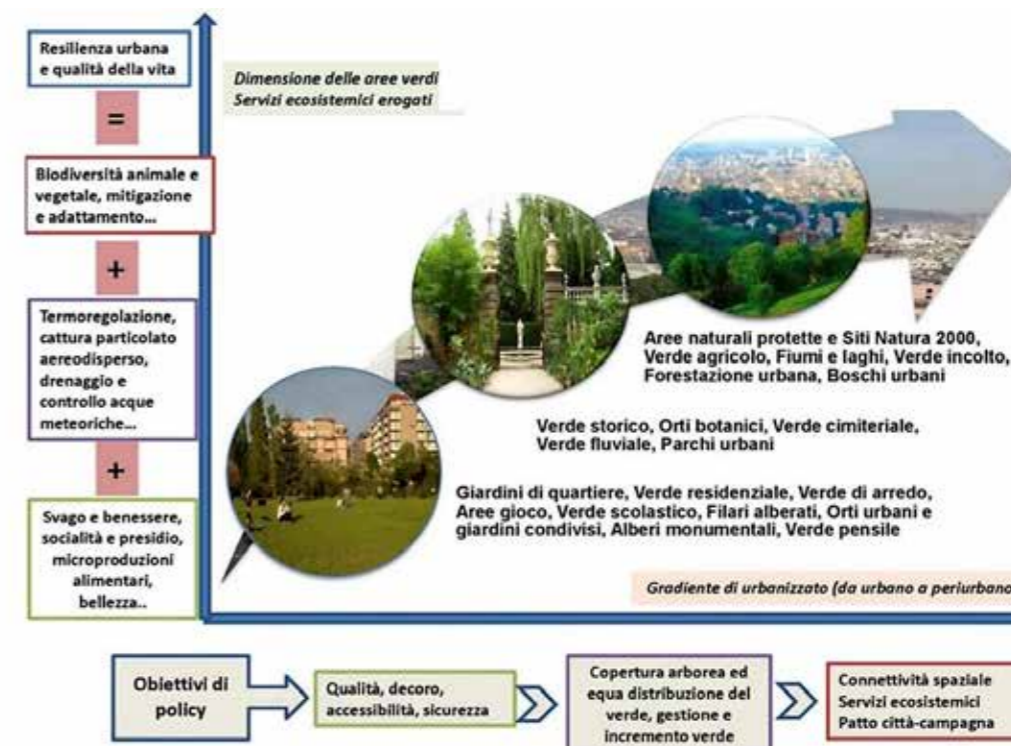 Resilienza urbana
e qualità della vita
=
Biodiversità animale e
vegetale, mitigazione
e adattamento...
+
Termoregolazione,
cattura particolato
aereodisperso,
drenaggio e
controllo acque
meteoriche...
+
Svago e benessere,
socialità e presidio,
microproduzioni
alimentari,
bellezza..
Dimensione delle aree verdi
Servizi ecosistemici erogati
Aree naturali protette e Siti Natura 2000,
Verde agricolo, Fiumi e laghi, Verde incolto,
Forestazione urbana, Boschi urbani
Verde storico, Orti botanici, Verde cimiteriale,
Verde fluviale, Parchi urbani
Giardini di quartiere, Verde residenziale, Verde di arredo,
Aree gioco, Verde scolastico, Filari alberati, Orti urbani e
giardini condivisi, Alberi monumentali, Verde pensile
Gradiente di urbanizzato (da urbano a periurbano
Obiettivi di
policy
Qualità, decoro,
accessibilità, sicurezza
Copertura arborea ed
equa distribuzione del
verde, gestione e
incremento verde
Connettività spaziale
Servizi ecosistemici
Patto città-campagna